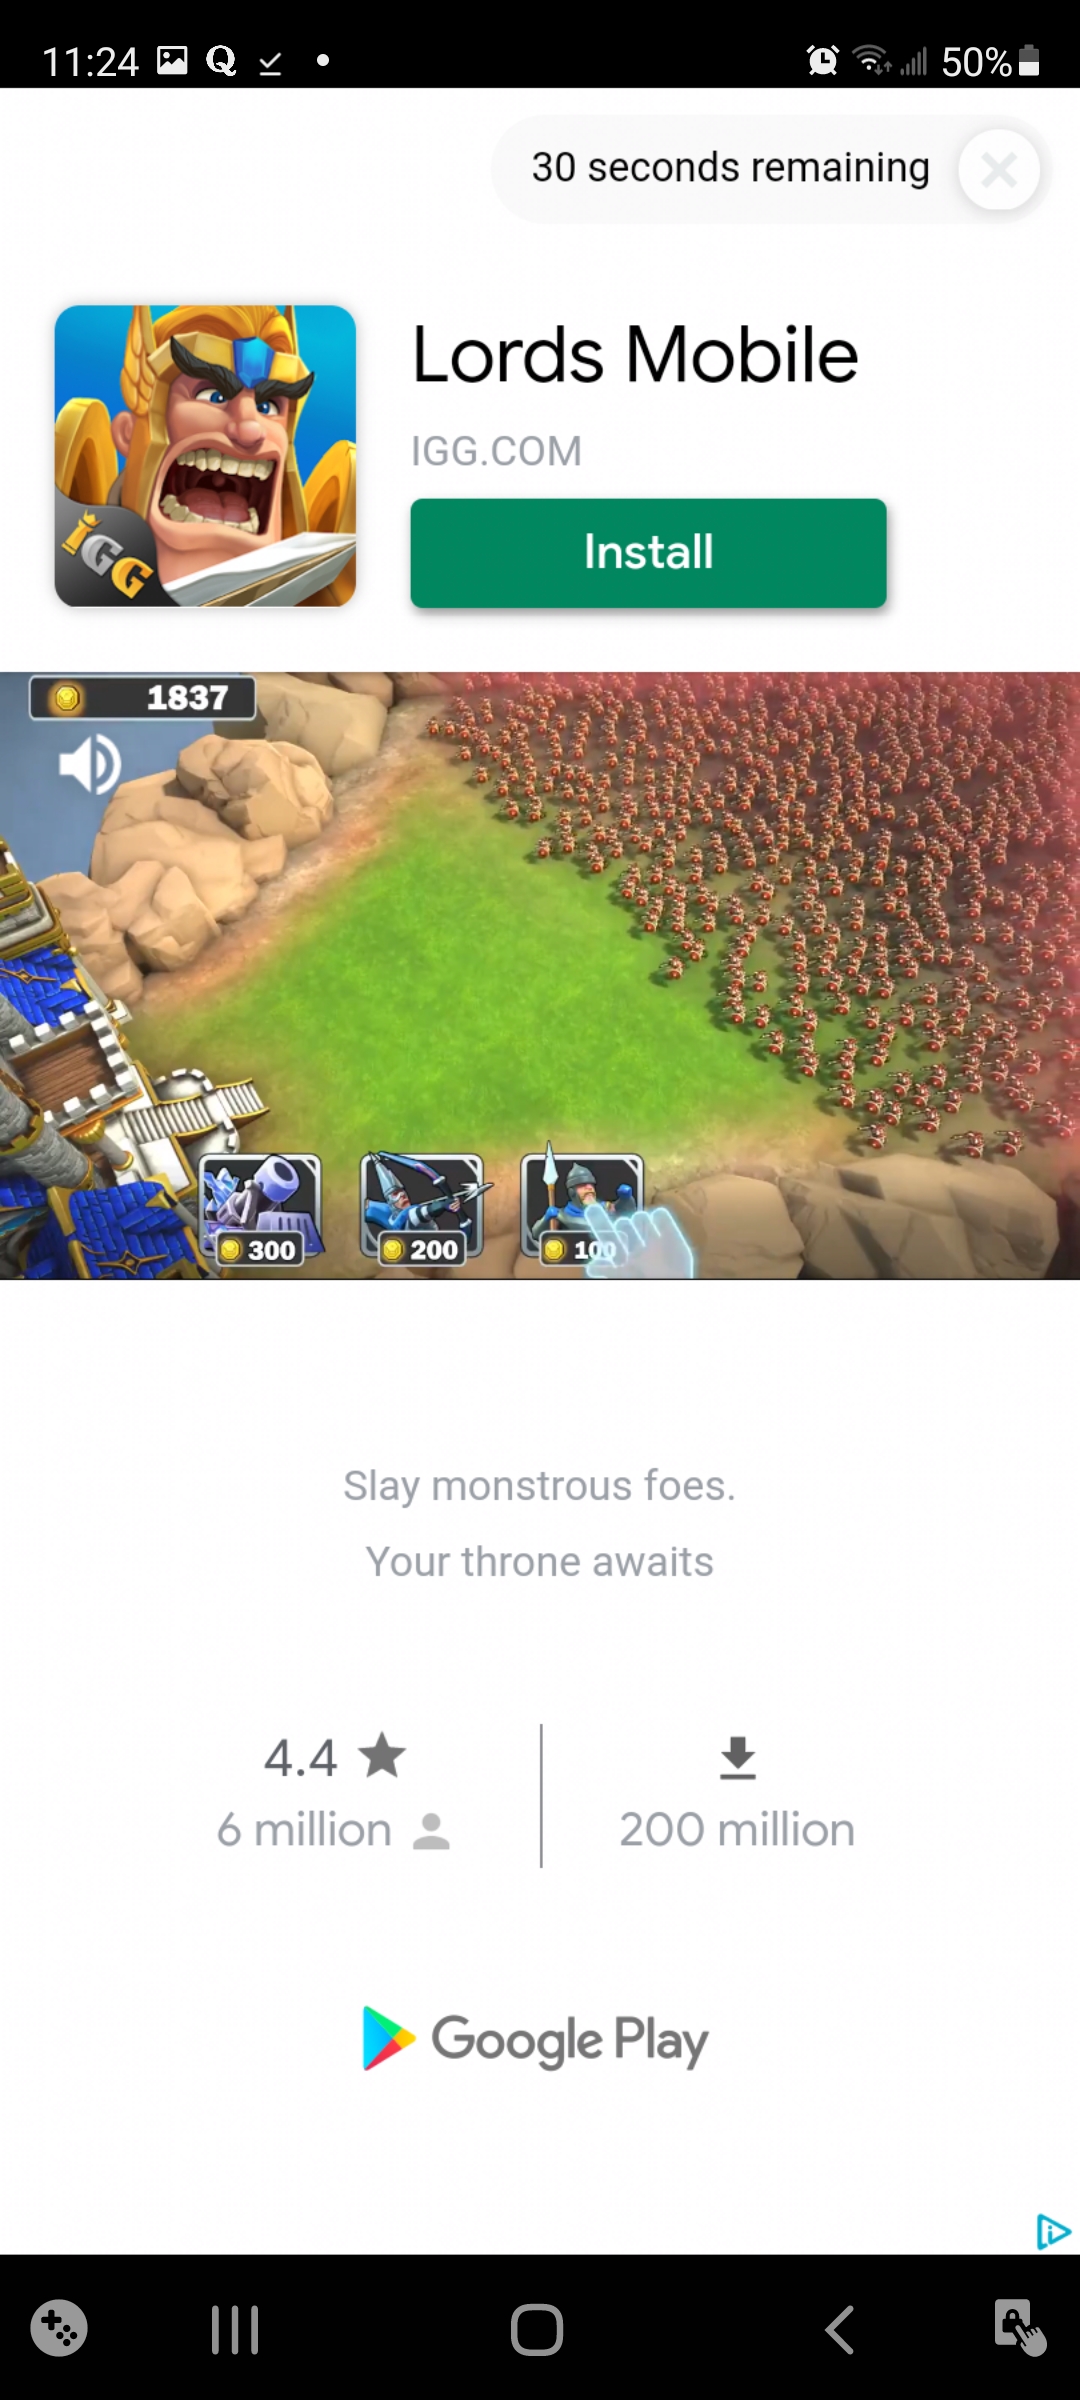 11:24
50%
30 seconds remaining
Lords Mobile
IGG.COM
Install
IGG
1837
300
200
100
Slay monstrous foes.
Your throne awaits
4.4
6 million
200 million
Google Play